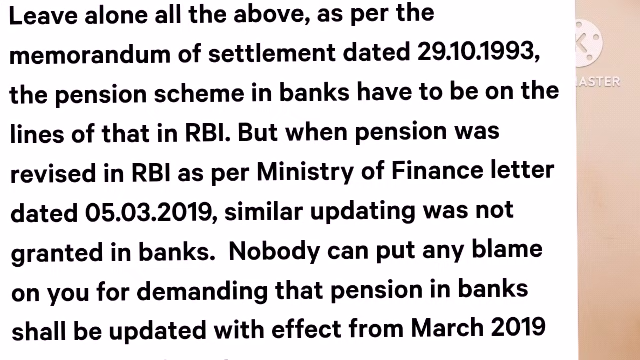 Leave alone all the above, as per the
memorandum of settlement dated 29.10.1993,
the pension scheme in banks have to be on the
lines of that in RBI. But when pension was
revised in RBI as per Ministry of Finance letter
dated 05.03.2019, similar updating was not
granted in banks.  Nobody can put any blame
on you for demanding that pension in banks
shall be updated with effect from March 2019